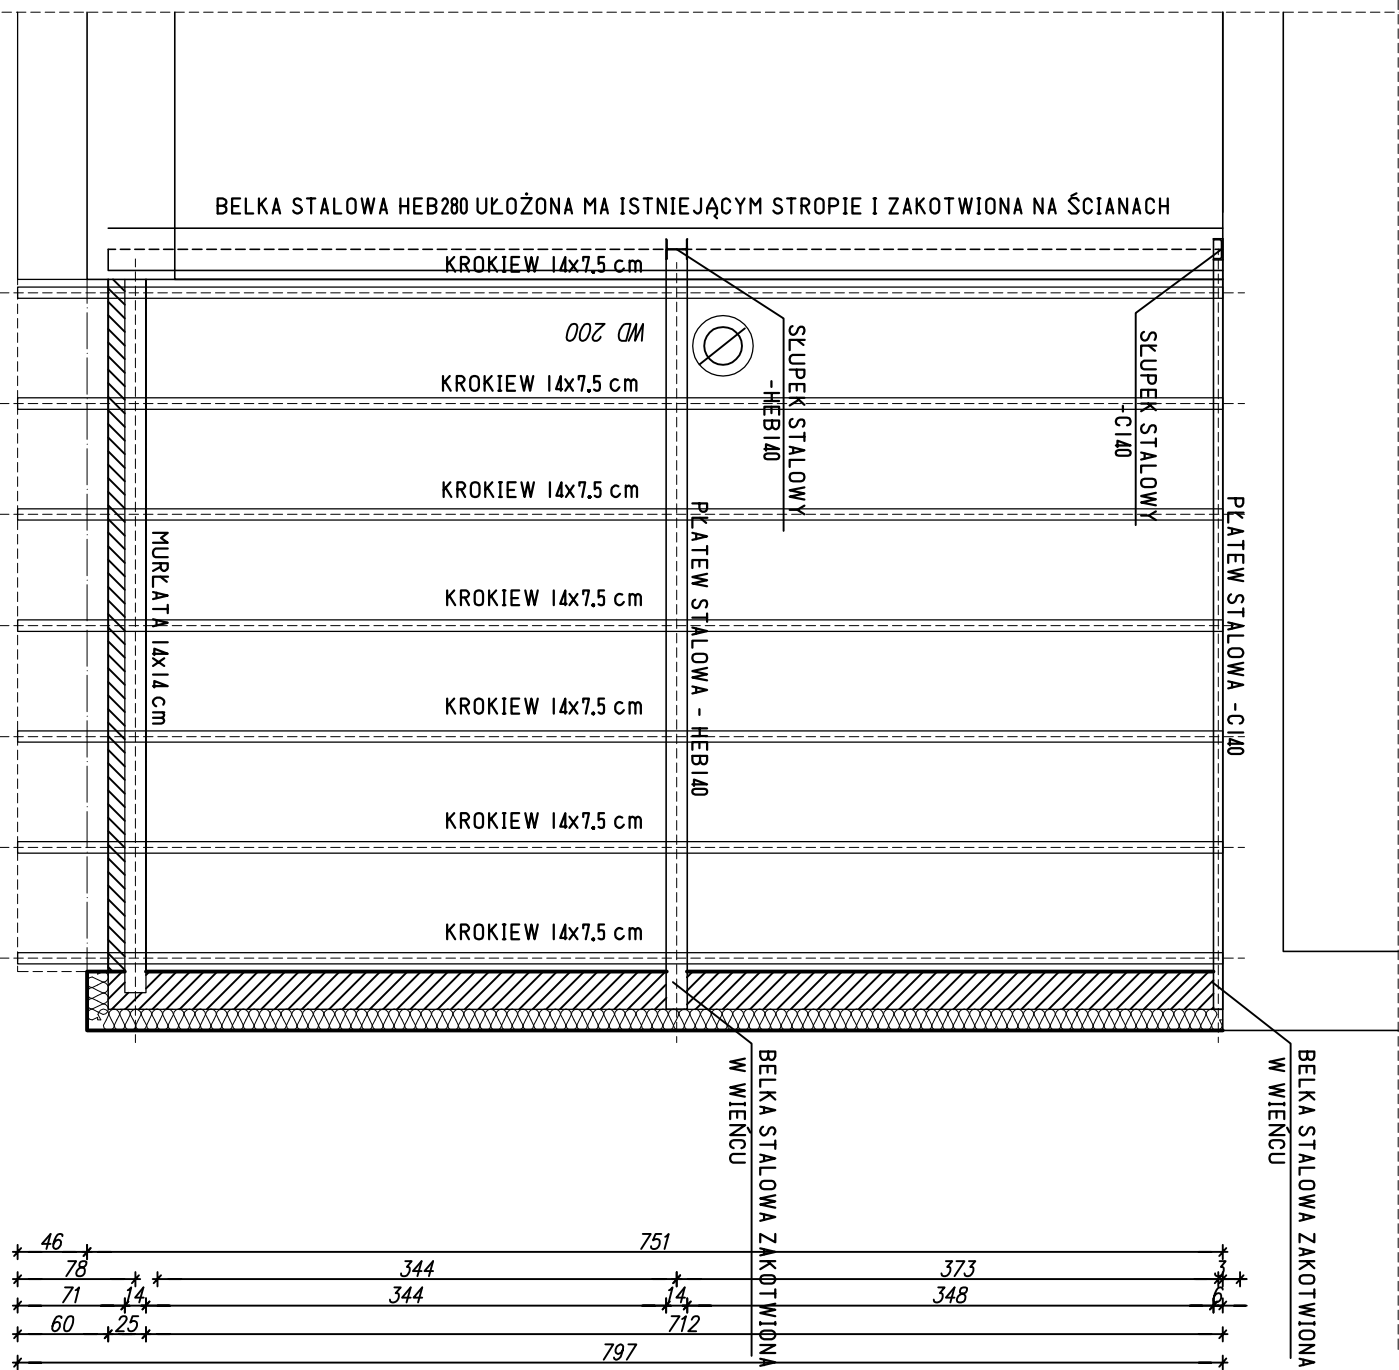 BELKA STALOWA HEB280 UŁOŻONA MA ISTNIEJĄCYM STROPIE I ZAKOTWIONA NA ŚCIANACH
KROKIEW 14x7.5 cm
WD 200
KROKIEW 14x7.5 cm
SŁUPEK STALOWY
-HEB140
SŁUPEK STALOWY
-C140
KROKIEW 14x7.5 cm
MURŁATA 14x14 cm
PŁATEW STALOWA - HEB140
PŁATEW STALOWA -C140
KROKIEW 14x7.5 cm
KROKIEW 14x7.5 cm
KROKIEW 14x7.5 cm
KROKIEW 14x7.5 cm
BELKA STALOWA ZAKOTWIONA
W WIEŃCU
BELKA STALOWA ZAKOTWIONA
W WIEŃCU
46 751
78 344 373 3
71 14 344 14 348 6
60 25 712
797